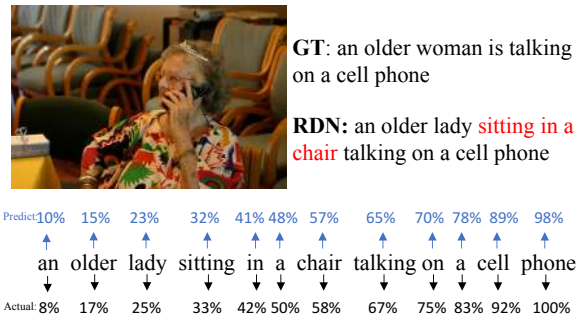 GT: an older woman is talking
on a cell phone
RDN: an older lady sitting in a
chair talking on a cell phone
Predict: 10% 15% 23% 32% 41% 48% 57% 65% 70% 78% 89% 98%
an older lady sitting in a chair talking on a cell phone
Actual: 8% 17% 25% 33% 42% 50% 58% 67% 75% 83% 92% 100%